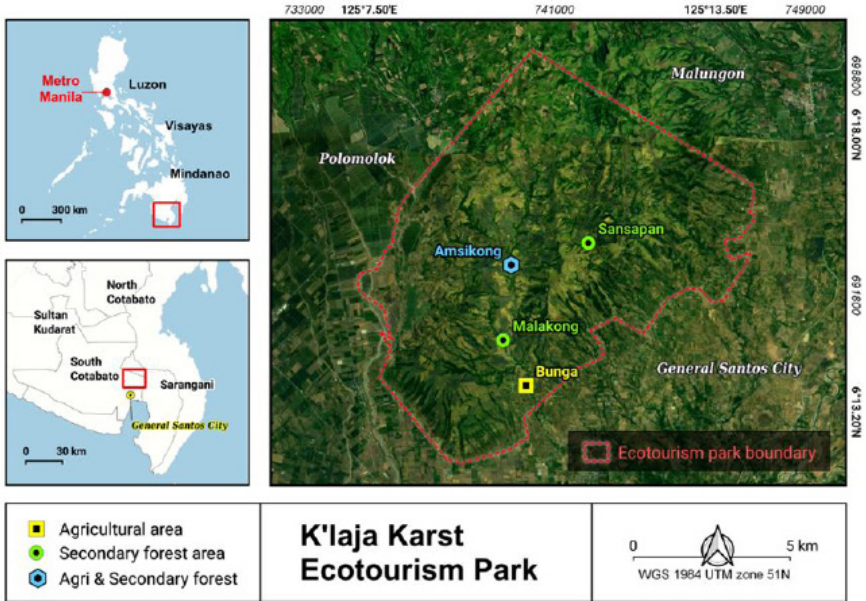 733000
125°7.50'E
741000
125°13.50'E
749000
Metro
Manila
Luzon
Visayas
Mindanao
0
300 km
Malungon
Polomolok
Sansapan
Amsikong
Malakong
Bunga
General Santos City
Ecotourism park boundary
698800
6°18.00'N
691800
6°13.20'N
North
Cotabato
Sultan
Kudarat
South
Cotabato
Sarangani
General Santos City
0
30 km
Agricultural area
Secondary forest area
Agri & Secondary forest
K'laja Karst
Ecotourism Park
0
5 km
WGS 1984 UTM zone 51N